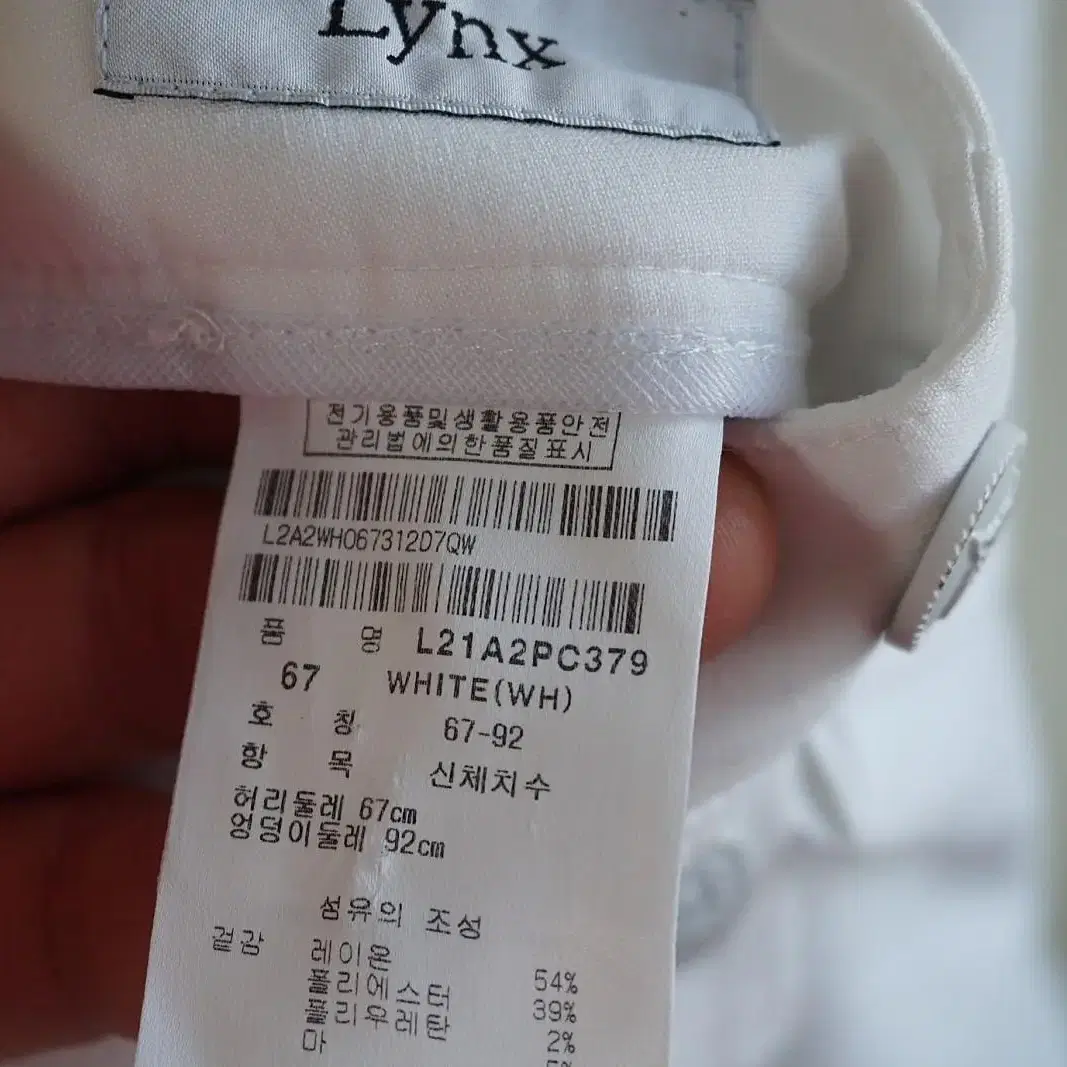 Lynx
전기용품및생활용품안전
관리법에의한품질표시
L2A2WH067312D7QW
품 명 L21A2PC379
67 WHITE(WH)
호 칭 67-92
항 목 신체치수
허리둘레 67cm
엉덩이둘레 92cm
섬유의 조성
겉감 레이온 54%
폴리에스터 39%
폴리우레탄 2%
마 5%